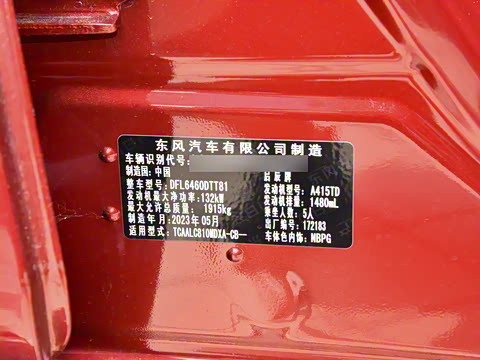 东风汽车有限公司制造
车辆识别代号:
制造国: 中国 启辰牌
整车型号: DFL6460DTT81 发动机型号: A415TD
发动机最大净功率: 132kW 发动机排量: 1480mL
最大允许总质量: 1915kg 乘坐人数: 5人
制造年月: 2023年05月 出厂编号: 172183
适用型式: TCAALC810MDXA-CB— 车体色内饰: NBPG